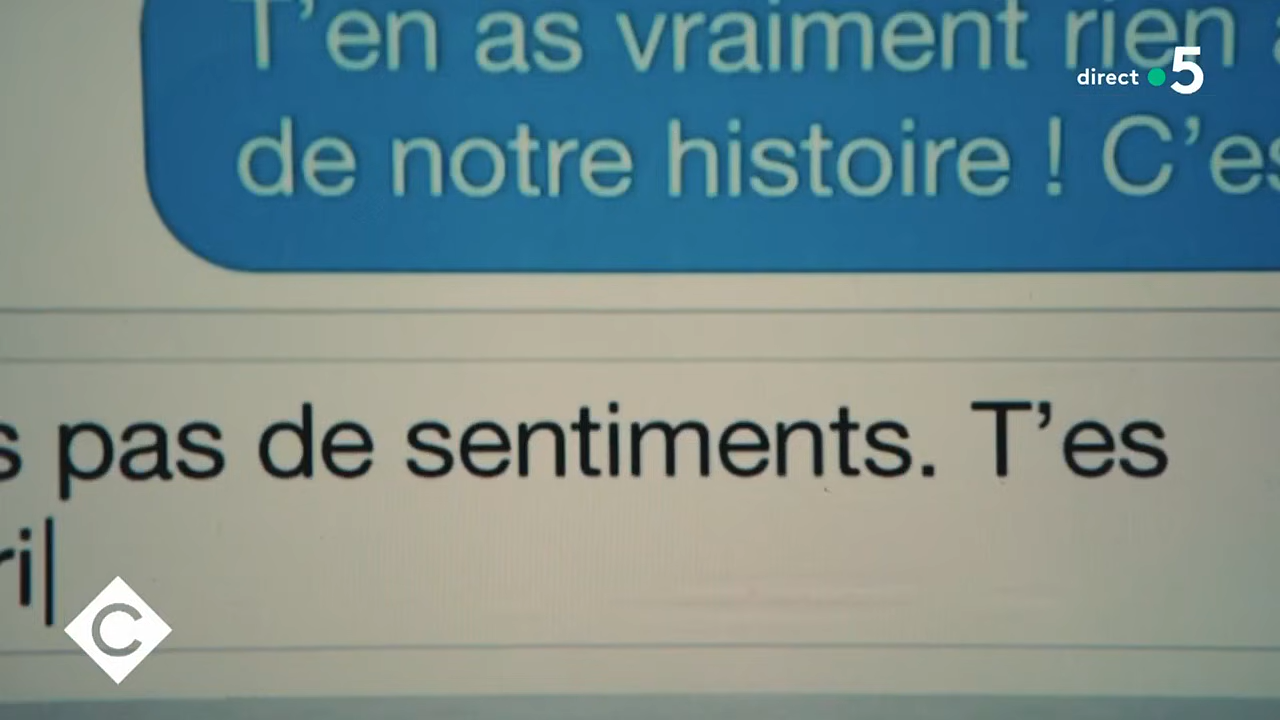 T'en as vraiment rien
direct 5
de notre histoire ! C'es
s pas de sentiments. T'es
ri
C